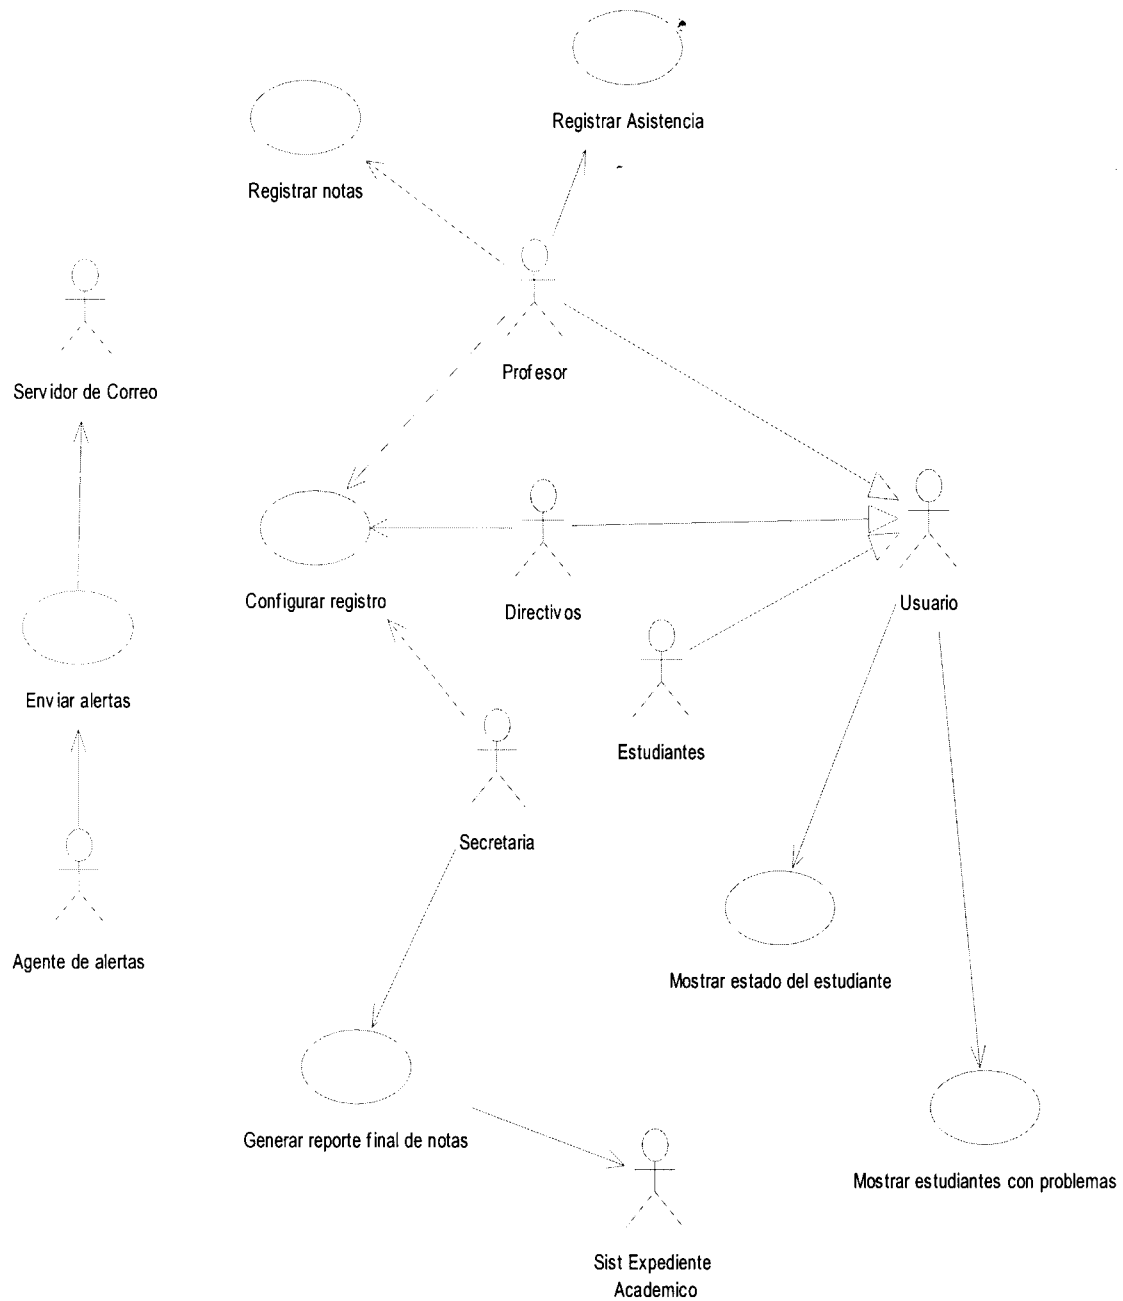 Registrar Asistencia
Registrar notas
Profesor
Servidor de Correo
Configurar registro
Directivos
Usuario
Enviar alertas
Estudiantes
Secretaria
Agente de alertas
Mostrar estado del estudiante
Generar reporte final de notas
Mostrar estudiantes con problemas
Sist Expediente
Academico